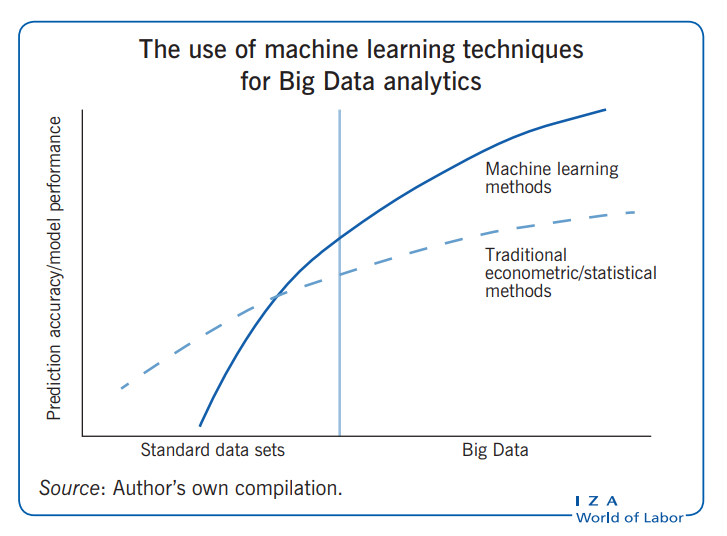 The use of machine learning techniques
for Big Data analytics
Prediction accuracy/model performance
Machine learning
methods
Traditional
econometric/statistical
methods
Standard data sets
Big Data
Source: Author’s own compilation.
I Z A
World of Labor